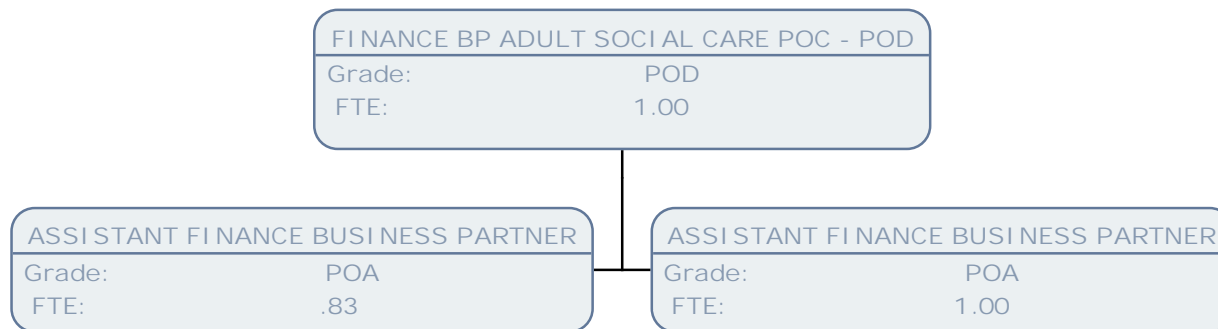 FINANCE BP ADULT SOCIAL CARE POC - POD
Grade: POD
FTE: 1.00
ASSISTANT FINANCE BUSINESS PARTNER
Grade: POA
FTE: .83
ASSISTANT FINANCE BUSINESS PARTNER
Grade: POA
FTE: 1.00